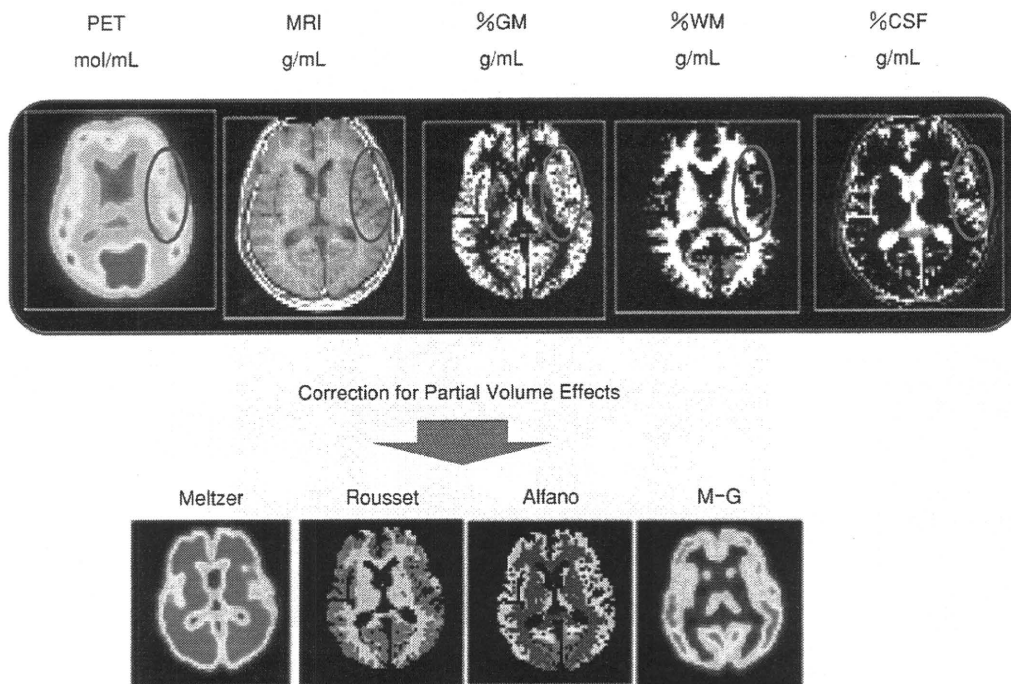 PET MRI %GM %WM %CSF
mol/mL g/mL g/mL g/mL g/mL
Correction for Partial Volume Effects
Meltzer Rousset Alfano M-G